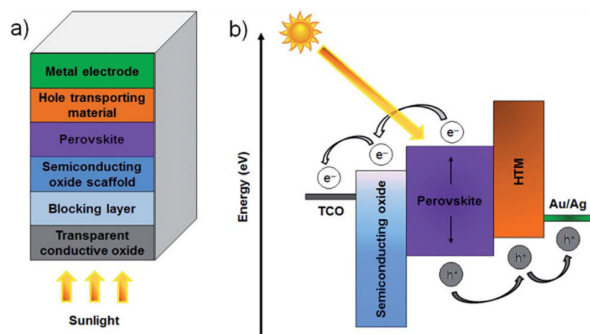 a)
Metal electrode
Hole transporting
material
Perovskite
Semiconducting
oxide scaffold
Blocking layer
Transparent
conductive oxide
Sunlight
b)
Energy (eV)
e⁻
e⁻
e⁻
TCO
Semiconducting oxide
Perovskite
HTM
Au/Ag
h⁺
h⁺
h⁺